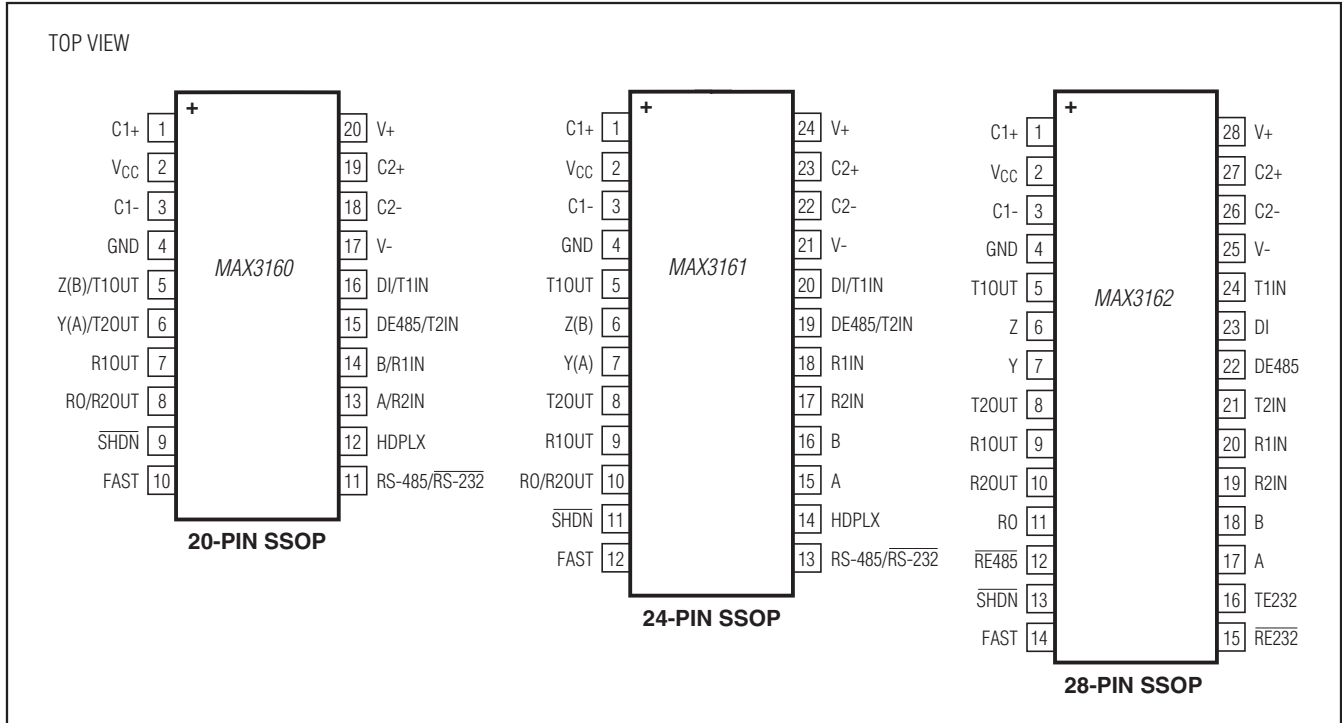 TOP VIEW
+
MAX3160
C1+ 1
VCC 2
C1- 3
GND 4
Z(B)/T1OUT 5
Y(A)/T2OUT 6
R1OUT 7
RO/R2OUT 8
SHDN 9
FAST 10
20 V+
19 C2+
18 C2-
17 V-
16 DI/T1IN
15 DE485/T2IN
14 B/R1IN
13 A/R2IN
12 HDPLX
11 RS-485/RS-232
20-PIN SSOP
+
MAX3161
C1+ 1
VCC 2
C1- 3
GND 4
T1OUT 5
Z(B) 6
Y(A) 7
T2OUT 8
R1OUT 9
RO/R2OUT 10
SHDN 11
FAST 12
24 V+
23 C2+
22 C2-
21 V-
20 DI/T1IN
19 DE485/T2IN
18 R1IN
17 R2IN
16 B
15 A
14 HDPLX
13 RS-485/RS-232
24-PIN SSOP
+
MAX3162
C1+ 1
VCC 2
C1- 3
GND 4
T1OUT 5
Z 6
Y 7
T2OUT 8
R1OUT 9
R2OUT 10
RO 11
RE485 12
SHDN 13
FAST 14
28 V+
27 C2+
26 C2-
25 V-
24 T1IN
23 DI
22 DE485
21 T2IN
20 R1IN
19 R2IN
18 B
17 A
16 TE232
15 RE232
28-PIN SSOP